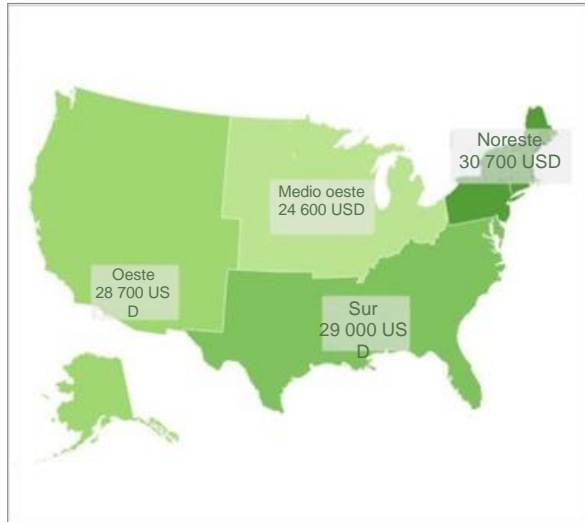 Noreste
30 700 USD
Medio oeste
24 600 USD
Oeste
28 700 US
D
Sur
29 000 US
D